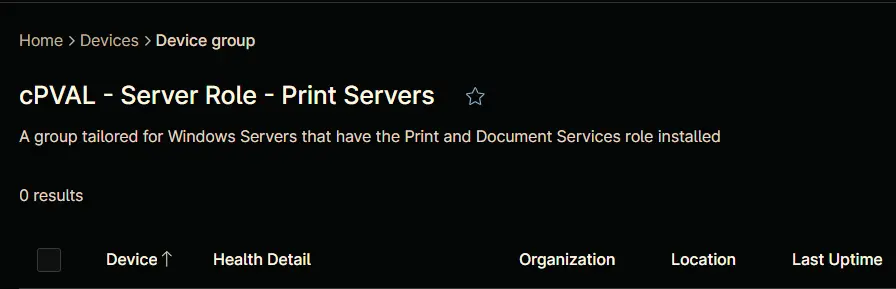 Home > Devices > Device group
cPVAL - Server Role - Print Servers
A group tailored for Windows Servers that have the Print and Document Services role installed
0 results
Device ↑ Health Detail Organization Location Last Uptime